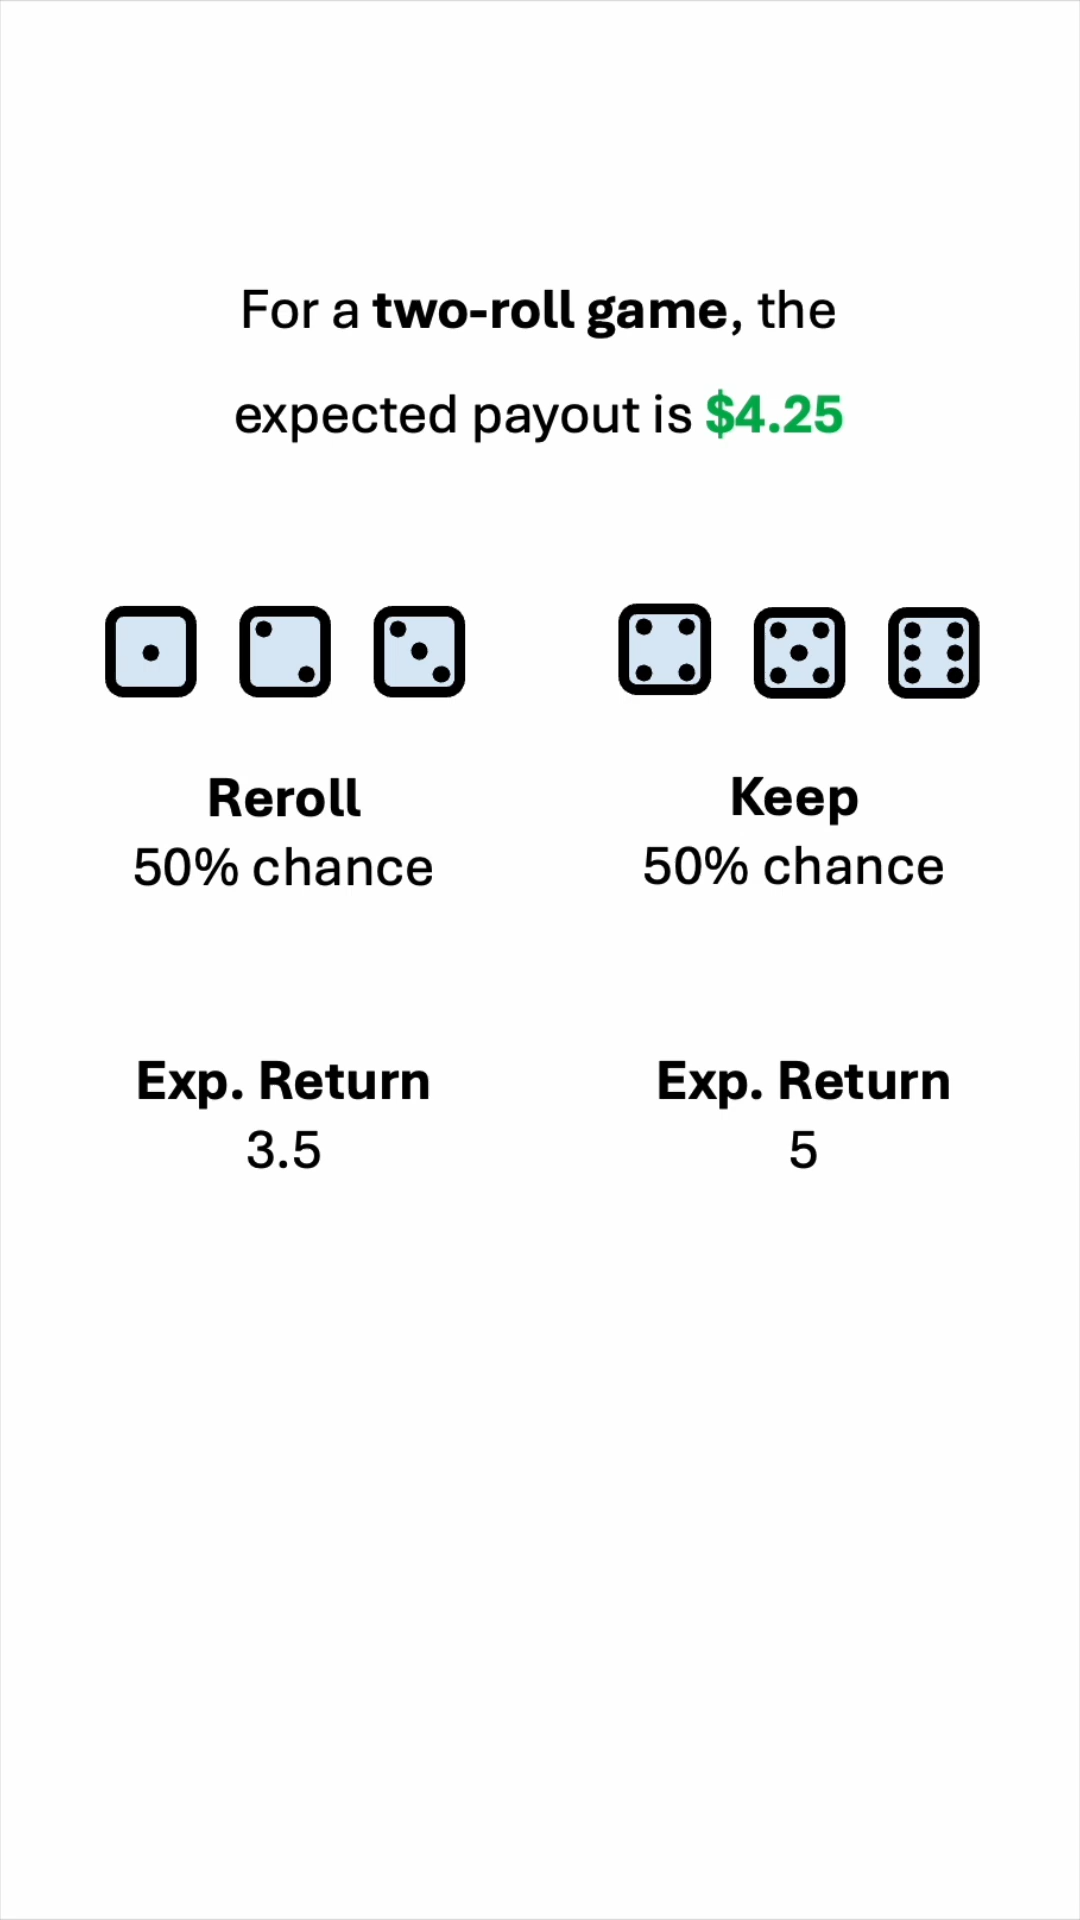 For a two-roll game, the
expected payout is $4.25
Reroll
50% chance
Keep
50% chance
Exp. Return
3.5
Exp. Return
5